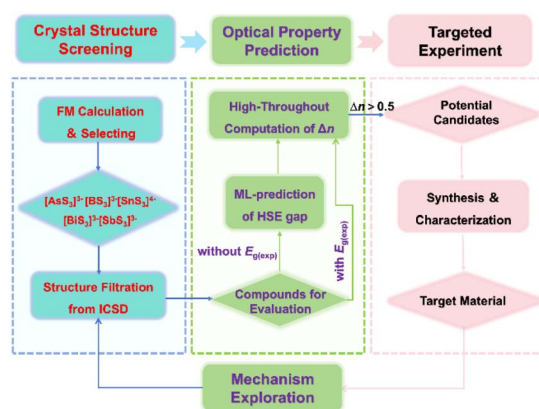 Crystal Structure
Screening
Optical Property
Prediction
Targeted
Experiment
FM Calculation
& Selecting
[AsS₃]³⁻[BS₃]³⁻[SnS₃]⁴⁻
[BiS₃]³⁻[SbS₃]³⁻
Structure Filtration
from ICSD
High-Throughout
Computation of Δn
ML-prediction
of HSE gap
without Eg(exp)
with Eg(exp)
Compounds for
Evaluation
Δn > 0.5
Potential
Candidates
Synthesis &
Characterization
Target Material
Mechanism
Exploration